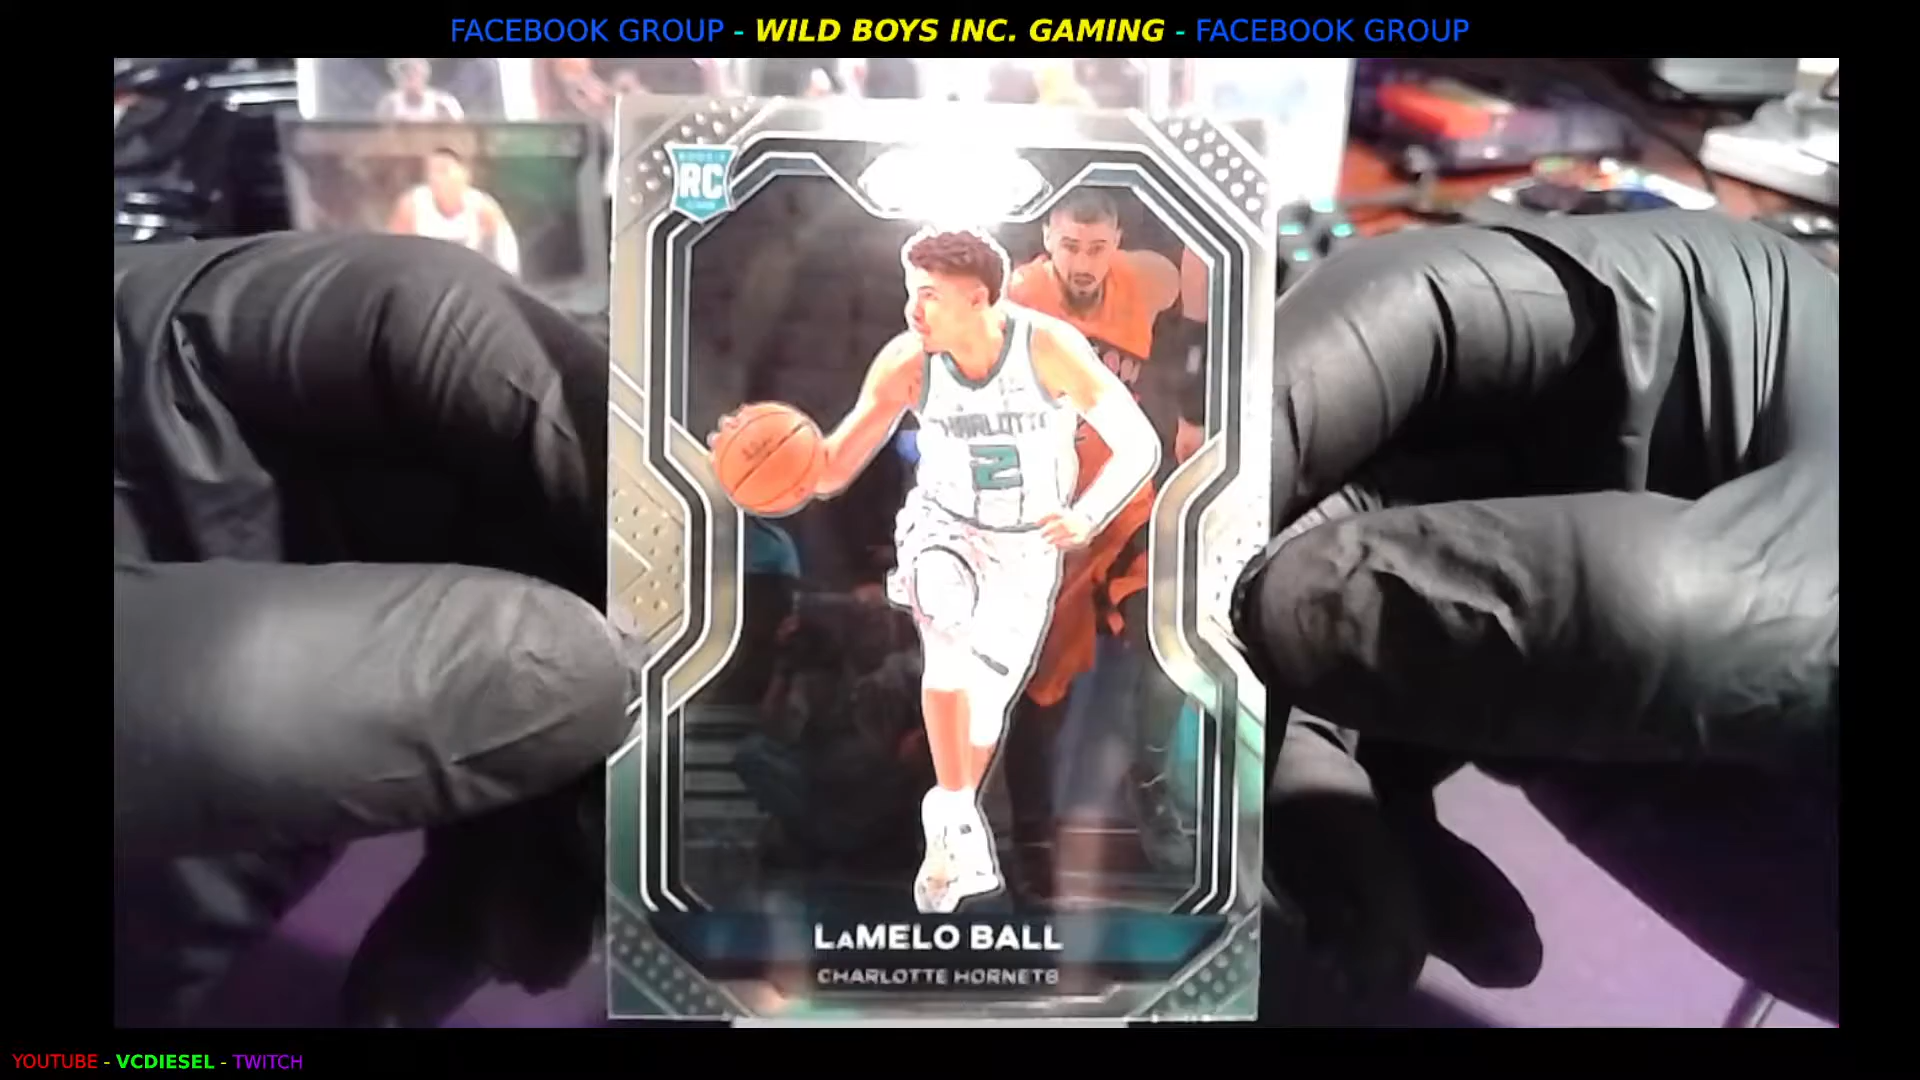 FACEBOOK GROUP - WILD BOYS INC. GAMING - FACEBOOK GROUP
RC
CHARLOTTE
2
LaMELO BALL
CHARLOTTE HORNETS
YOUTUBE - VCDIESEL - TWITCH